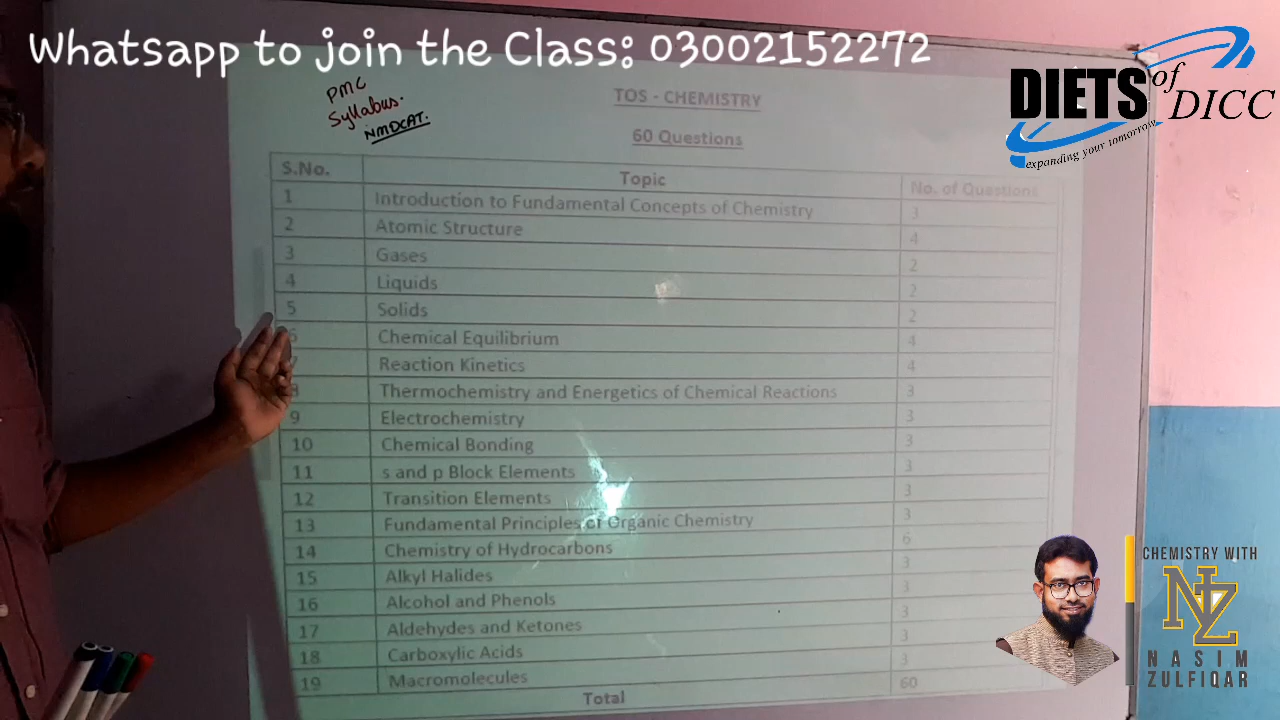 Whatsapp to join the Class: 03002152272
DIETS of DICC
expanding your tomorrow
PMC
Syllabus.
NMDCAT.
TOS - CHEMISTRY
60 Questions
S.No. Topic No. of Questions
1 Introduction to Fundamental Concepts of Chemistry 3
2 Atomic Structure 4
3 Gases 2
4 Liquids 2
5 Solids 2
6 Chemical Equilibrium 4
7 Reaction Kinetics 4
8 Thermochemistry and Energetics of Chemical Reactions 3
9 Electrochemistry 3
10 Chemical Bonding 3
11 s and p Block Elements 3
12 Transition Elements 3
13 Fundamental Principles of Organic Chemistry 3
14 Chemistry of Hydrocarbons 6
15 Alkyl Halides 3
16 Alcohol and Phenols 3
17 Aldehydes and Ketones 3
18 Carboxylic Acids 3
19 Macromolecules 3
Total 60
CHEMISTRY WITH
NZ
NASIM
ZULFIQAR